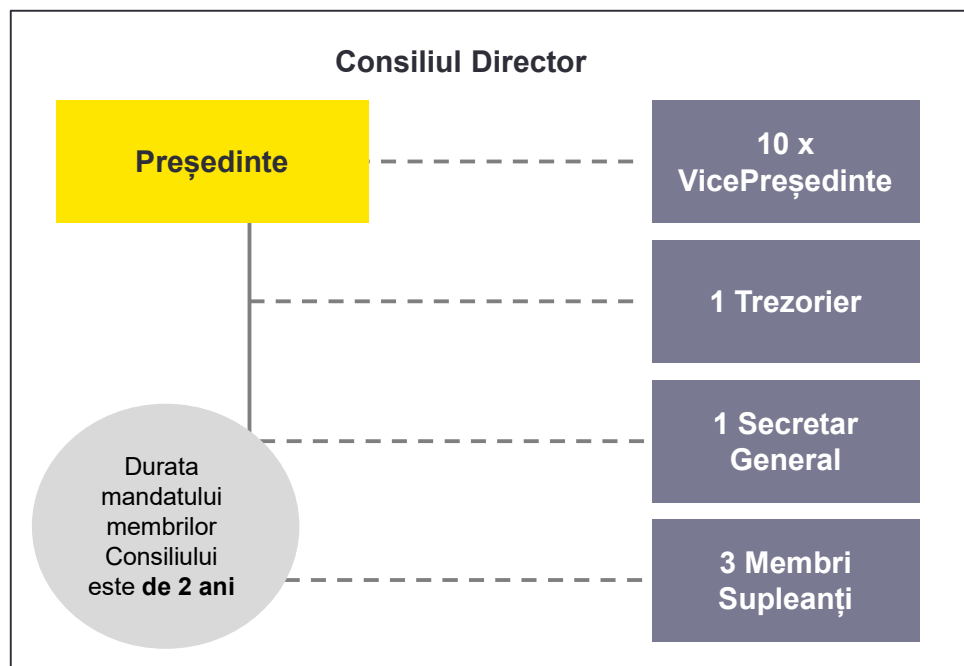 Consiliul Director
Președinte
10 x
VicePreședinte
1 Trezorier
1 Secretar
General
Durata
mandatului
membrilor
Consiliului
este de 2 ani
3 Membri
Supleanți